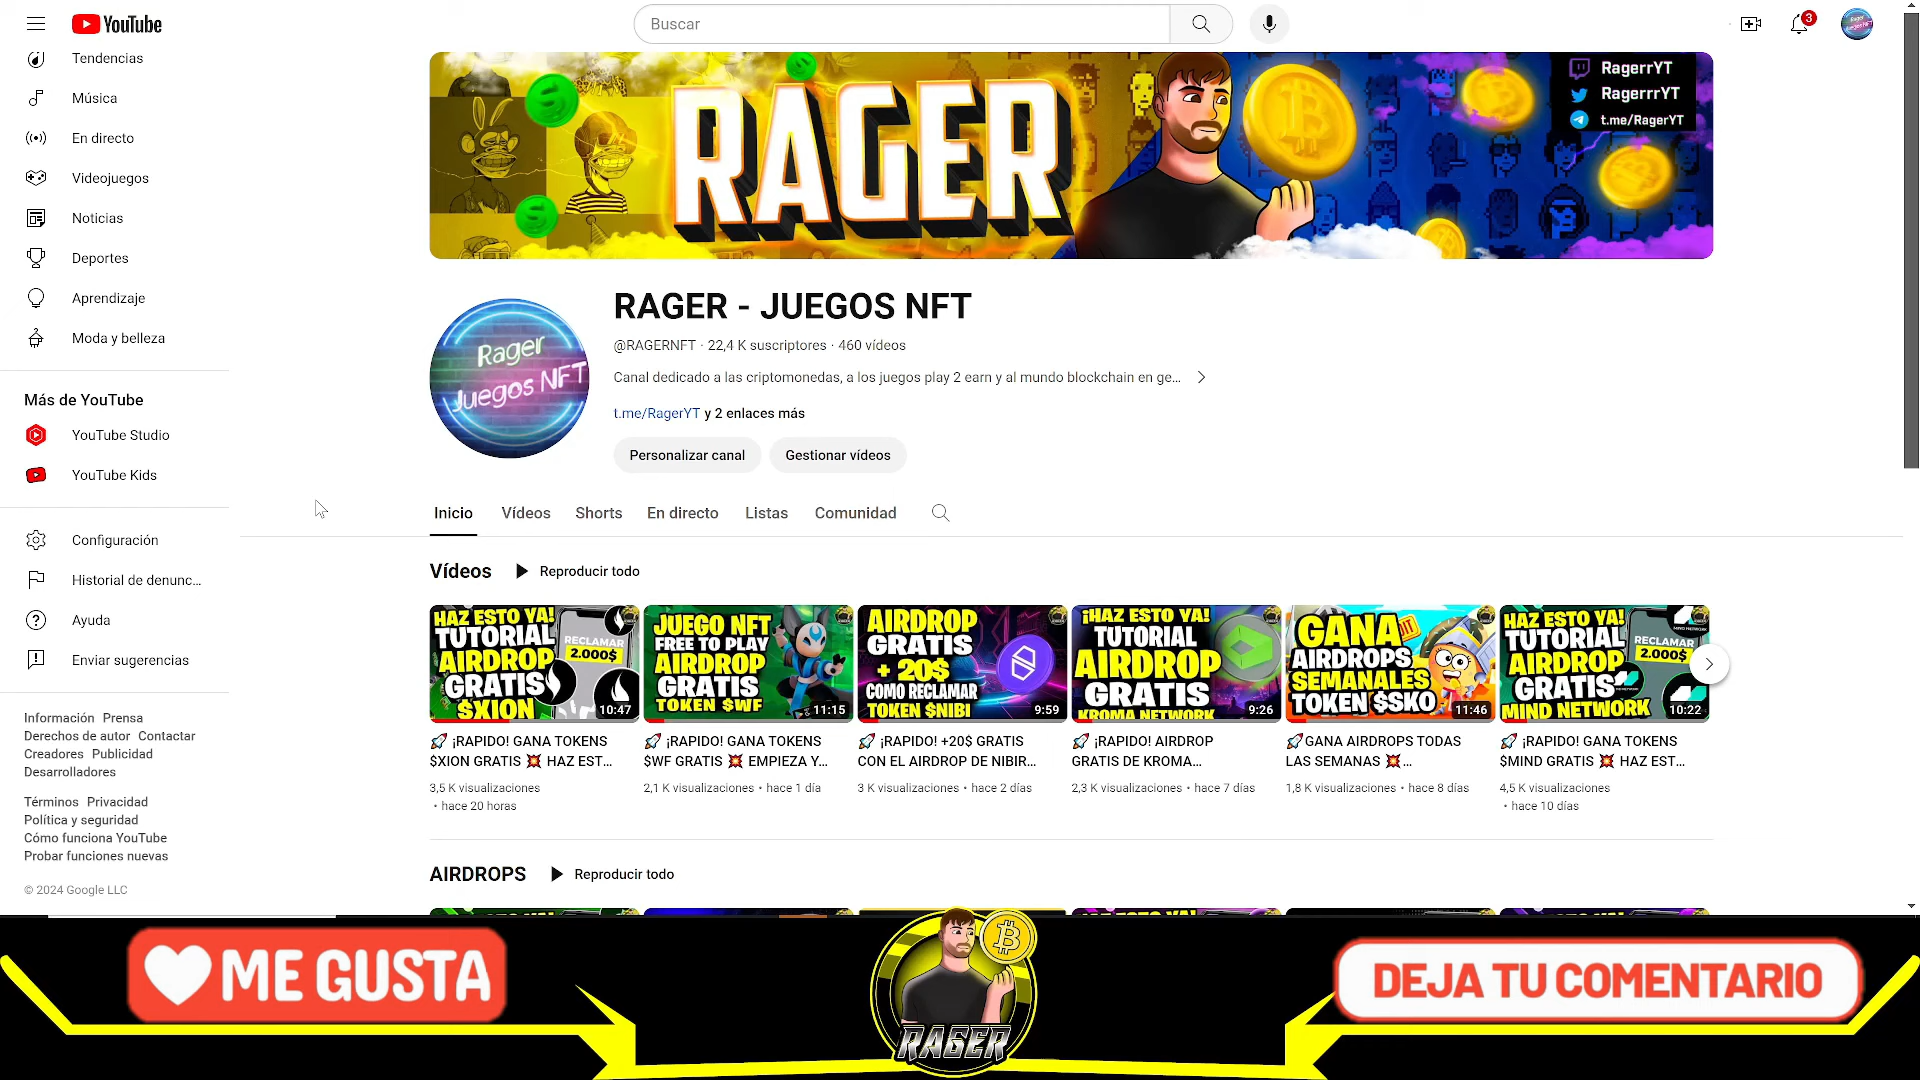 YouTube
Buscar
3
Tendencias
Música
En directo
Videojuegos
Noticias
Deportes
Aprendizaje
Moda y belleza
Más de YouTube
YouTube Studio
YouTube Kids
Configuración
Historial de denunc...
Ayuda
Enviar sugerencias
Información Prensa
Derechos de autor Contactar
Creadores Publicidad
Desarrolladores
Términos Privacidad
Política y seguridad
Cómo funciona YouTube
Probar funciones nuevas
© 2024 Google LLC
RAGER
RagerrYT
RagerrrYT
t.me/RagerYT
Rager
Juegos NFT
RAGER - JUEGOS NFT
@RAGERNFT · 22,4 K suscriptores · 460 vídeos
Canal dedicado a las criptomonedas, a los juegos play 2 earn y al mundo blockchain en ge...
t.me/RagerYT y 2 enlaces más
Personalizar canal
Gestionar vídeos
Inicio Vídeos Shorts En directo Listas Comunidad
Vídeos
Reproducir todo
HAZ ESTO YA!
TUTORIAL
AIRDROP
GRATIS
$XION
RECLAMAR
2.000$
10:47
🚀 ¡RAPIDO! GANA TOKENS
$XION GRATIS 💥 HAZ EST...
3,5 K visualizaciones
• hace 20 horas
JUEGO NFT
FREE TO PLAY
AIRDROP
GRATIS
TOKEN $WF
11:15
🚀 ¡RAPIDO! GANA TOKENS
$WF GRATIS 💥 EMPIEZA Y...
2,1 K visualizaciones • hace 1 día
AIRDROP
GRATIS
+ 20$
COMO RECLAMAR
TOKEN $NIBI
9:59
🚀 ¡RAPIDO! +20$ GRATIS
CON EL AIRDROP DE NIBIR...
3 K visualizaciones • hace 2 días
¡HAZ ESTO YA!
TUTORIAL
AIRDROP
GRATIS
KROMA NETWORK
9:26
🚀 ¡RAPIDO! AIRDROP
GRATIS DE KROMA...
2,3 K visualizaciones • hace 7 días
GANA
AIRDROPS
SEMANALES
TOKEN $SKO
11:46
🚀GANA AIRDROPS TODAS
LAS SEMANAS 💥...
1,8 K visualizaciones • hace 8 días
HAZ ESTO YA!
TUTORIAL
AIRDROP
GRATIS
MIND NETWORK
RECLAMAR
2.000$
10:22
🚀 ¡RAPIDO! GANA TOKENS
$MIND GRATIS 💥 HAZ EST...
4,5 K visualizaciones
• hace 10 días
AIRDROPS
Reproducir todo
ME GUSTA
RAGER
DEJA TU COMENTARIO